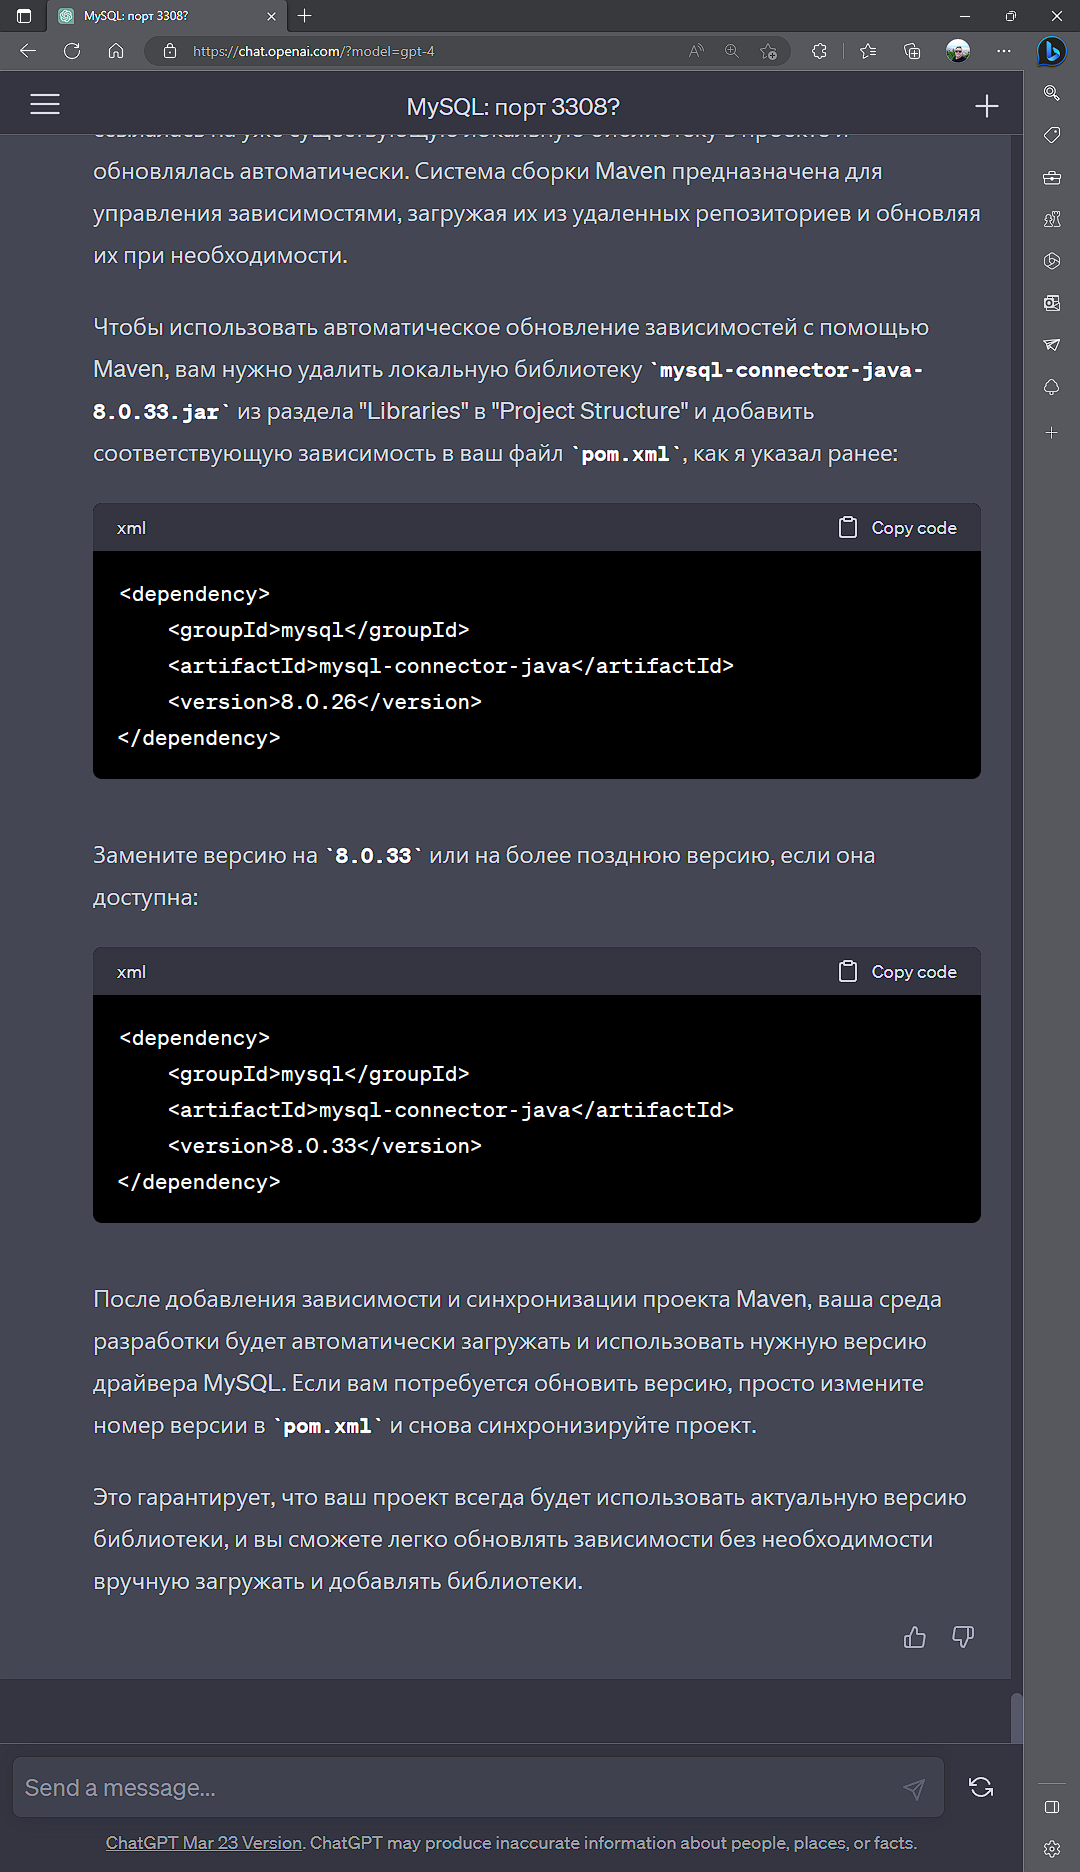 MySQL: порт 3308?
https://chat.openai.com/?model=gpt-4
MySQL: порт 3308?
ссылалась на уже существующую локальную библиотеку в проекте и
обновлялась автоматически. Система сборки Maven предназначена для
управления зависимостями, загружая их из удаленных репозиториев и обновляя
их при необходимости.
Чтобы использовать автоматическое обновление зависимостей с помощью
Maven, вам нужно удалить локальную библиотеку `mysql-connector-java-
8.0.33.jar` из раздела "Libraries" в "Project Structure" и добавить
соответствующую зависимость в ваш файл `pom.xml`, как я указал ранее:
xml Copy code
<dependency>
    <groupId>mysql</groupId>
    <artifactId>mysql-connector-java</artifactId>
    <version>8.0.26</version>
</dependency>
Замените версию на `8.0.33` или на более позднюю версию, если она
доступна:
xml Copy code
<dependency>
    <groupId>mysql</groupId>
    <artifactId>mysql-connector-java</artifactId>
    <version>8.0.33</version>
</dependency>
После добавления зависимости и синхронизации проекта Maven, ваша среда
разработки будет автоматически загружать и использовать нужную версию
драйвера MySQL. Если вам потребуется обновить версию, просто измените
номер версии в `pom.xml` и снова синхронизируйте проект.
Это гарантирует, что ваш проект всегда будет использовать актуальную версию
библиотеки, и вы сможете легко обновлять зависимости без необходимости
вручную загружать и добавлять библиотеки.
Send a message...
ChatGPT Mar 23 Version. ChatGPT may produce inaccurate information about people, places, or facts.